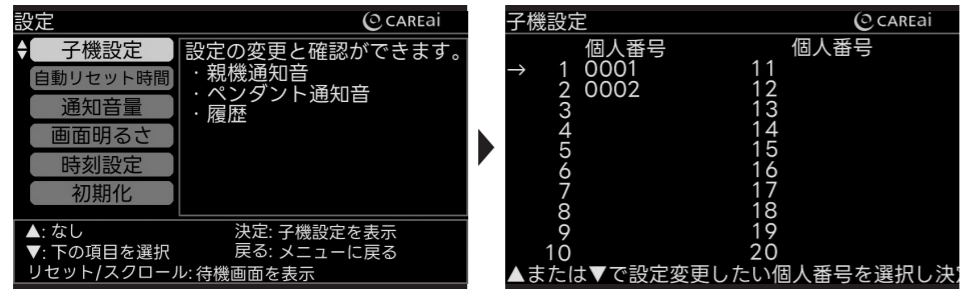 設定
CAREai
子機設定
自動リセット時間
通知音量
画面明るさ
時刻設定
初期化
設定の変更と確認ができます。
・親機通知音
・ペンダント通知音
・履歴
▲: なし
決定: 子機設定を表示
▼: 下の項目を選択
戻る: メニューに戻る
リセット/スクロール: 待機画面を表示
子機設定
CAREai
個人番号 個人番号
→ 1 0001 11
2 0002 12
3 13
4 14
5 15
6 16
7 17
8 18
9 19
10 20
▲または▼で設定変更したい個人番号を選択し決